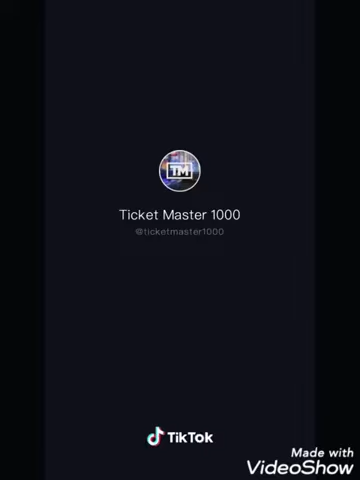 TM
Ticket Master 1000
@ticketmaster1000
TikTok
Made with
VideoShow